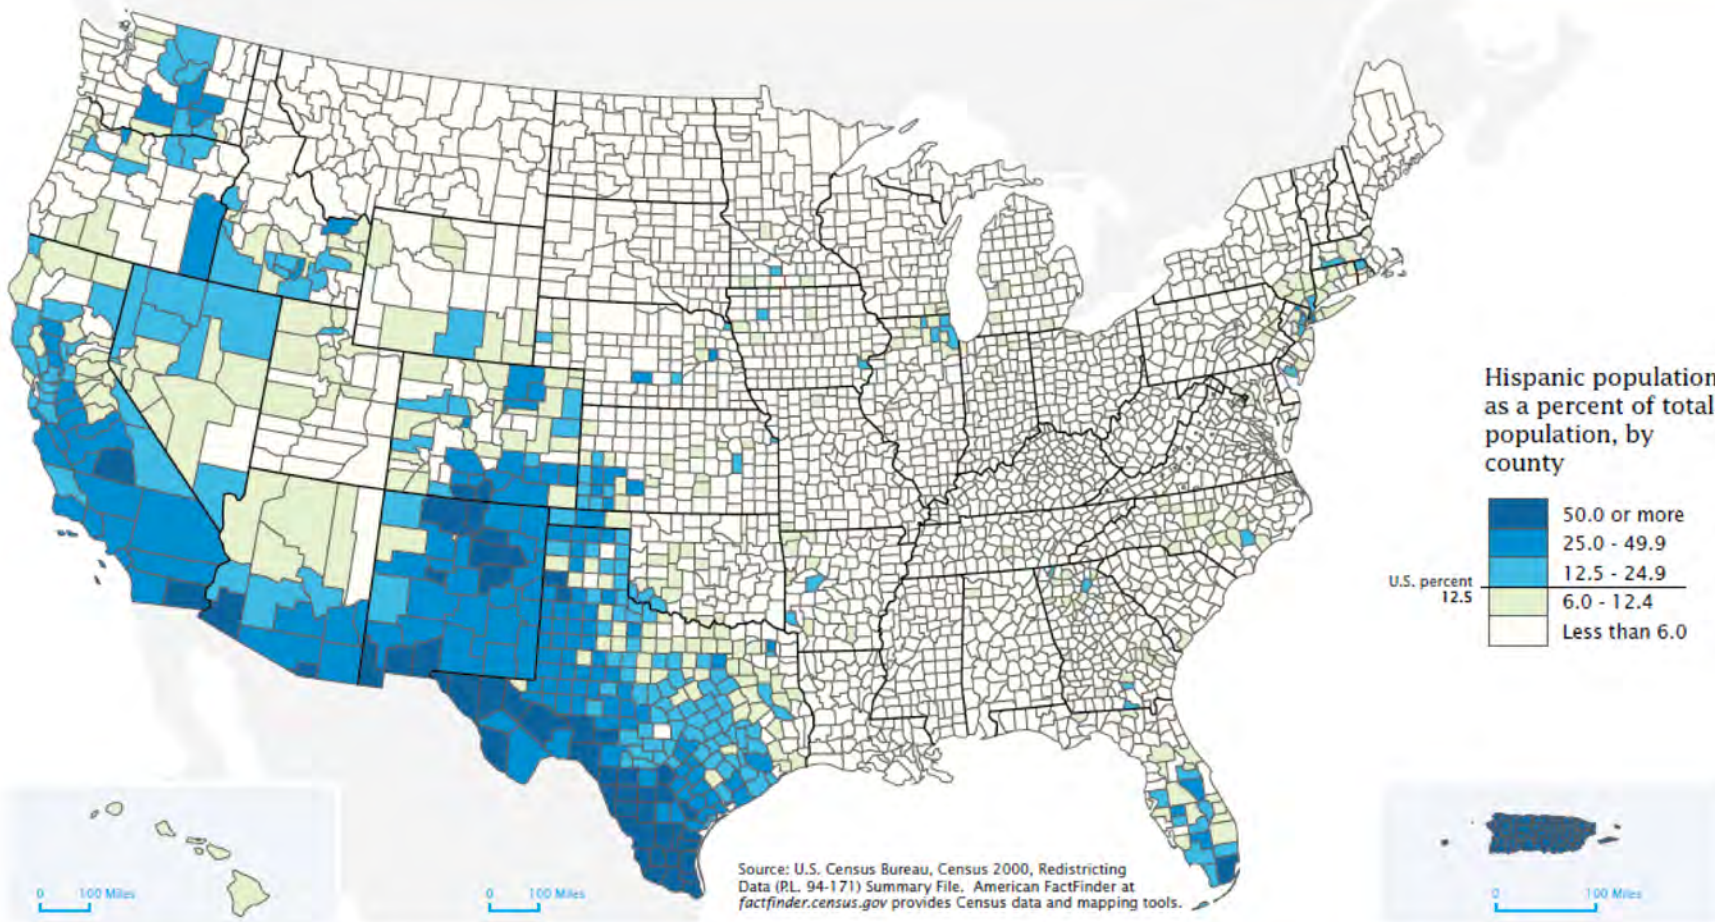 Hispanic population
as a percent of total
population, by
county
50.0 or more
25.0 - 49.9
12.5 - 24.9
U.S. percent
12.5
6.0 - 12.4
Less than 6.0
Source: U.S. Census Bureau, Census 2000, Redistricting
Data (P.L. 94-171) Summary File. American FactFinder at
factfinder.census.gov provides Census data and mapping tools.
0 100 Miles
0 100 Miles
0 100 Miles